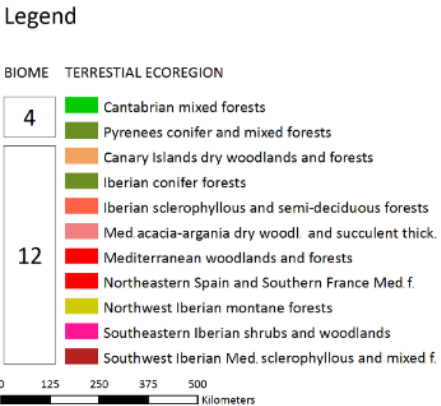 Legend
BIOME TERRESTIAL ECOREGION
4
Cantabrian mixed forests
Pyrenees conifer and mixed forests
12
Canary Islands dry woodlands and forests
Iberian conifer forests
Iberian sclerophyllous and semi-deciduous forests
Med.acacia-argania dry woodl. and succulent thick.
Mediterranean woodlands and forests
Northeastern Spain and Southern France Med. f.
Northwest Iberian montane forests
Southeastern Iberian shrubs and woodlands
Southwest Iberian Med. sclerophyllous and mixed f.
0 125 250 375 500
Kilometers